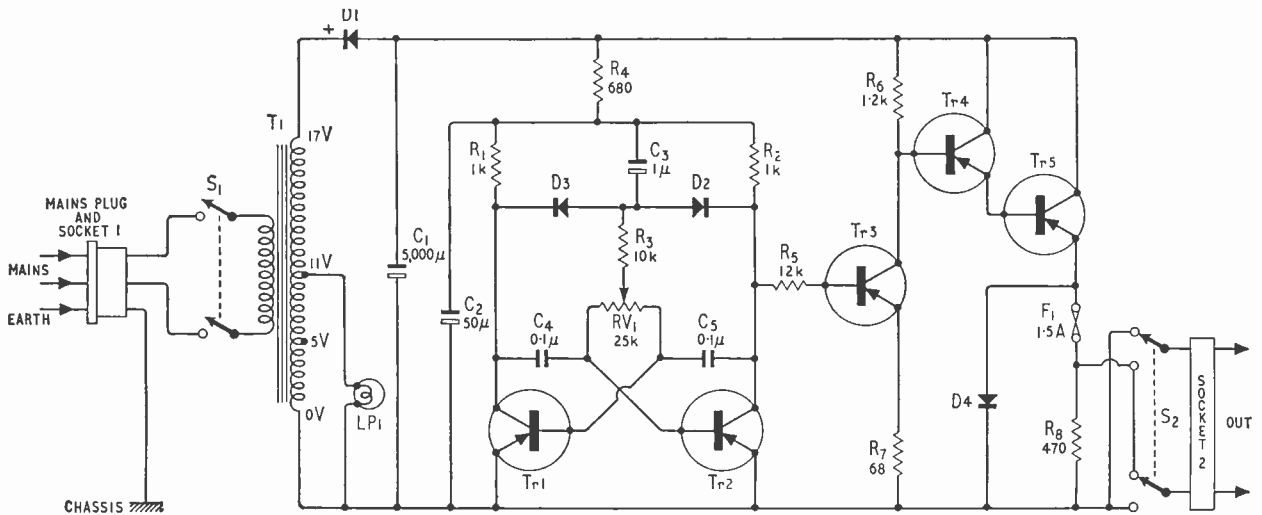 MAINS PLUG
AND
SOCKET 1
MAINS
EARTH
CHASSIS
S1
T1
17V
11V
5V
0V
LP1
+
D1
C1
5,000μ
C2
50μ
R4
680
R1
1k
C3
1μ
R2
1k
D3
D2
R3
10k
RV1
25k
C4
0·1μ
C5
0·1μ
Tr1
Tr2
R5
12k
Tr3
R6
1·2k
R7
68
Tr4
Tr5
D4
F1
1·5A
R8
470
S2
SOCKET 2
OUT